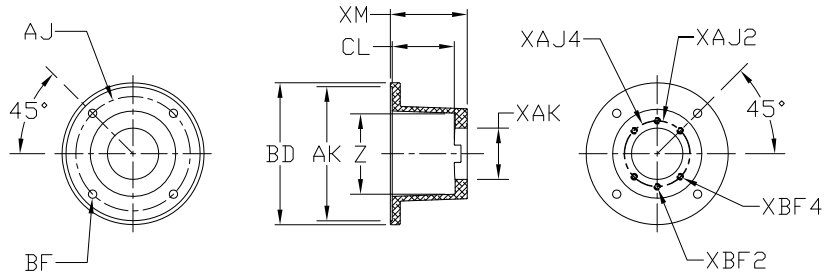 AJ
45°
BF
XM
CL
BD
AK
Z
XAK
XAJ4
XAJ2
45°
XBF4
XBF2